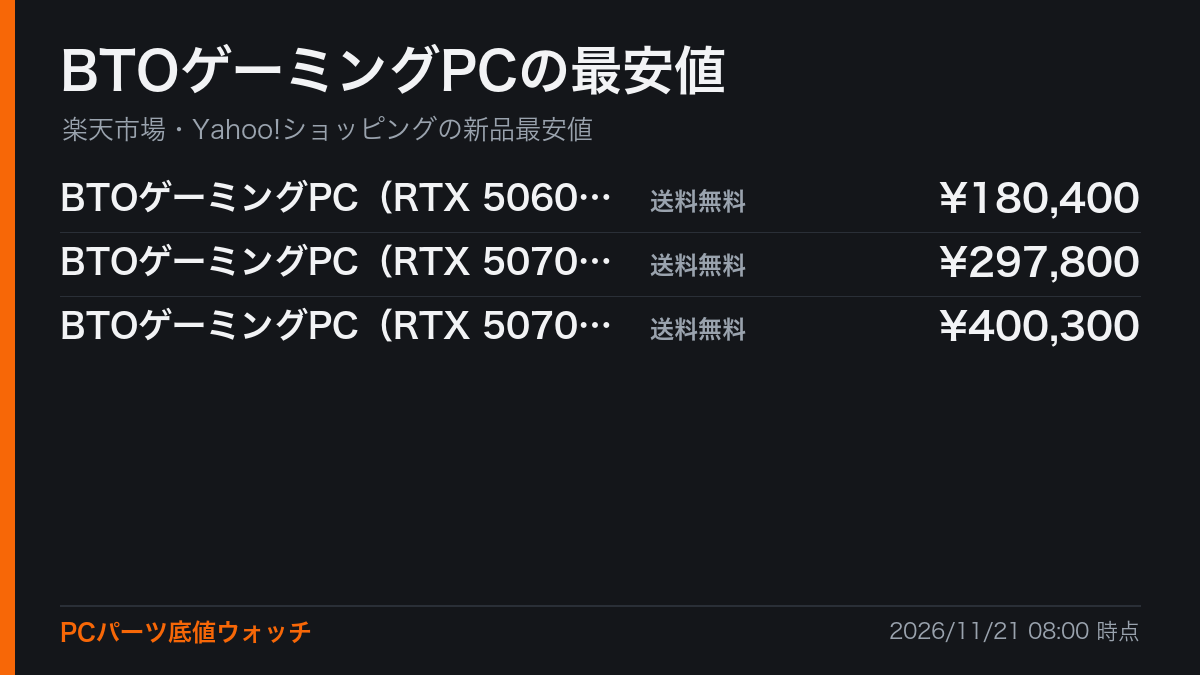 BTOゲーミングPCの最安値
楽天市場・Yahoo!ショッピングの新品最安値
BTOゲーミングPC（RTX 5060… 送料無料 ¥180,400
BTOゲーミングPC（RTX 5070… 送料無料 ¥297,800
BTOゲーミングPC（RTX 5070… 送料無料 ¥400,300
PCパーツ底値ウォッチ 2026/11/21 08:00 時点